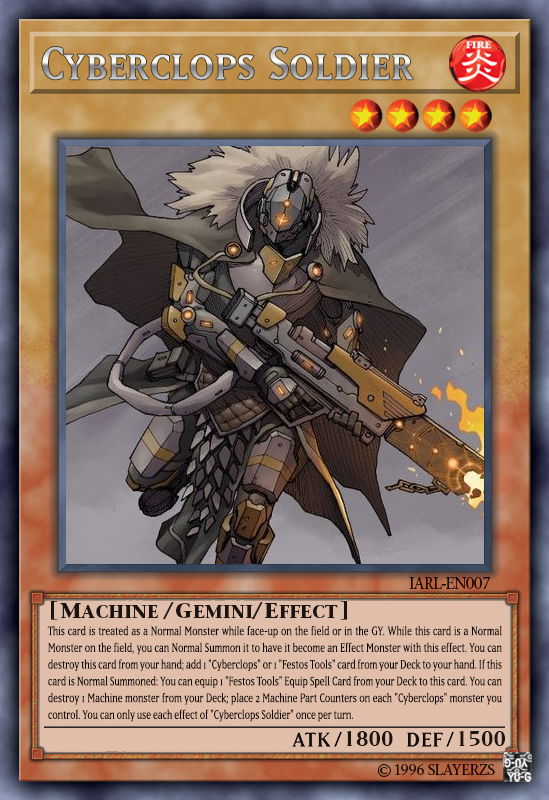 CYBERCLOPS SOLDIER
FIRE
炎
IARL-EN007
[MACHINE /GEMINI/EFFECT]
This card is treated as a Normal Monster while face-up on the field or in the GY. While this card is a Normal
Monster on the field, you can Normal Summon it to have it become an Effect Monster with this effect. You can
destroy this card from your hand; add 1 "Cyberclops" or 1 "Festos Tools" card from your Deck to your hand. If this
card is Normal Summoned: You can equip 1 "Festos Tools" Equip Spell Card from your Deck to this card. You can
destroy 1 Machine monster from your Deck; place 2 Machine Part Counters on each "Cyberclops" monster you
control. You can only use each effect of "Cyberclops Soldier" once per turn.
ATK/1800 DEF/1500
© 1996 SLAYERZS
YU-G